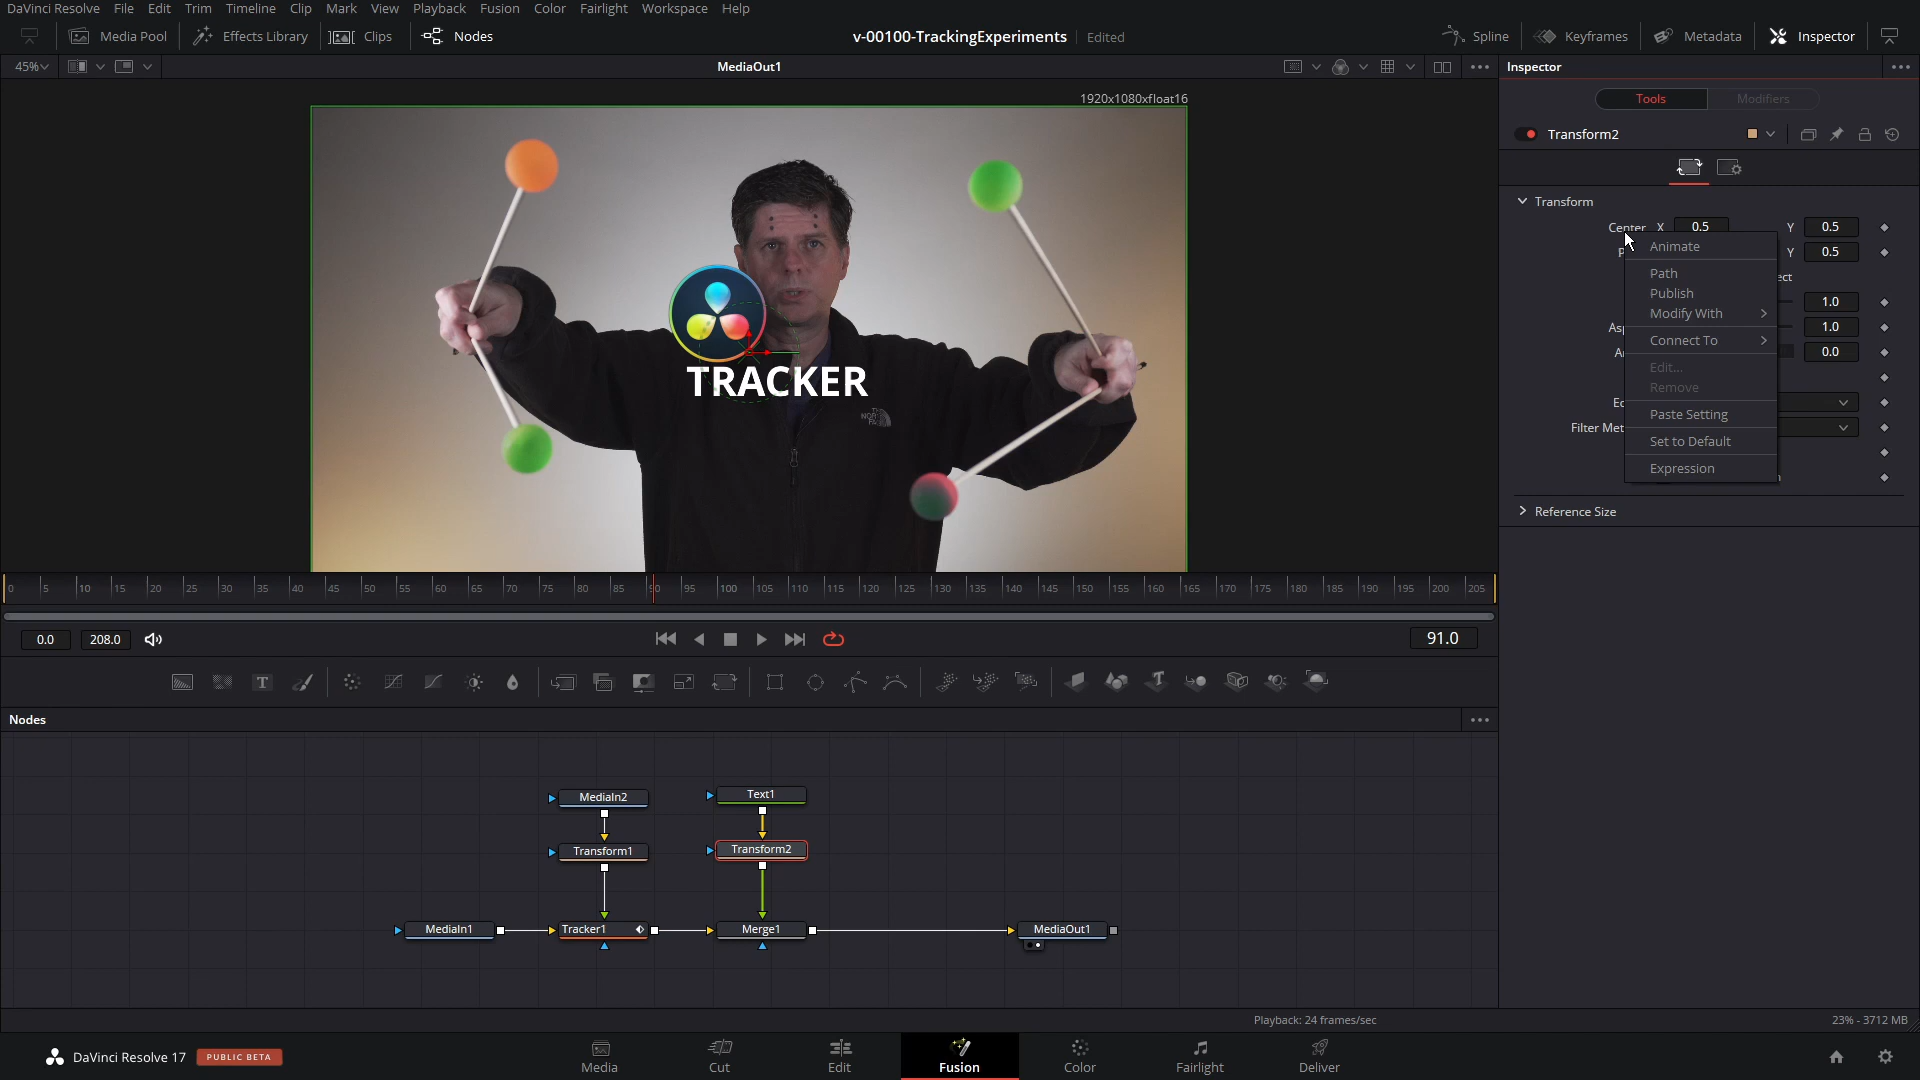 DaVinci Resolve File Edit Trim Timeline Clip Mark View Playback Fusion Color Fairlight Workspace Help
Media Pool Effects Library Clips Nodes v-00100-TrackingExperiments Edited Spline Keyframes Metadata Inspector
45% MediaOut1 Inspector
1920x1080xfloat16
Tools Modifiers
Transform2
Transform
Center X 0.5 Y 0.5
Y 0.5
1.0
1.0
0.0
Filter Met
Animate
Path
Publish
Modify With
Connect To
Edit...
Remove
Paste Setting
Set to Default
Expression
Reference Size
TRACKER
THE NORTH FACE
0 5 10 15 20 25 30 35 40 45 50 55 60 65 70 75 80 85 90 95 100 105 110 115 120 125 130 135 140 145 150 155 160 165 170 175 180 185 190 195 200 205
0.0 208.0 91.0
Nodes
MediaIn2 Text1
Transform1 Transform2
MediaIn1 Tracker1 Merge1 MediaOut1
Playback: 24 frames/sec 23% - 3712 MB
DaVinci Resolve 17 PUBLIC BETA Media Cut Edit Fusion Color Fairlight Deliver